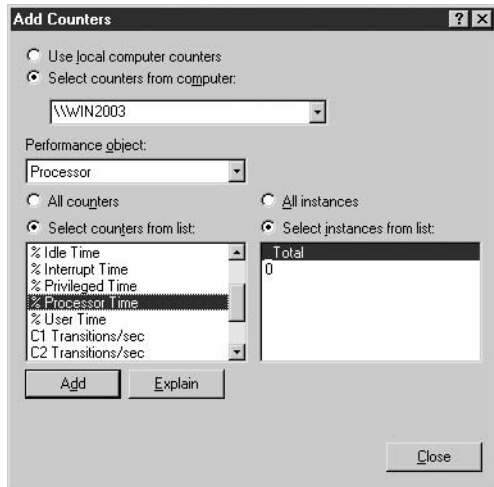 Add Counters
Use local computer counters
Select counters from computer:
\\WIN2003
Performance object:
Processor
All counters
All instances
Select counters from list:
Select instances from list:
% Idle Time
% Interrupt Time
% Privileged Time
% Processor Time
% User Time
C1 Transitions/sec
C2 Transitions/sec
_Total
0
Add
Explain
Close